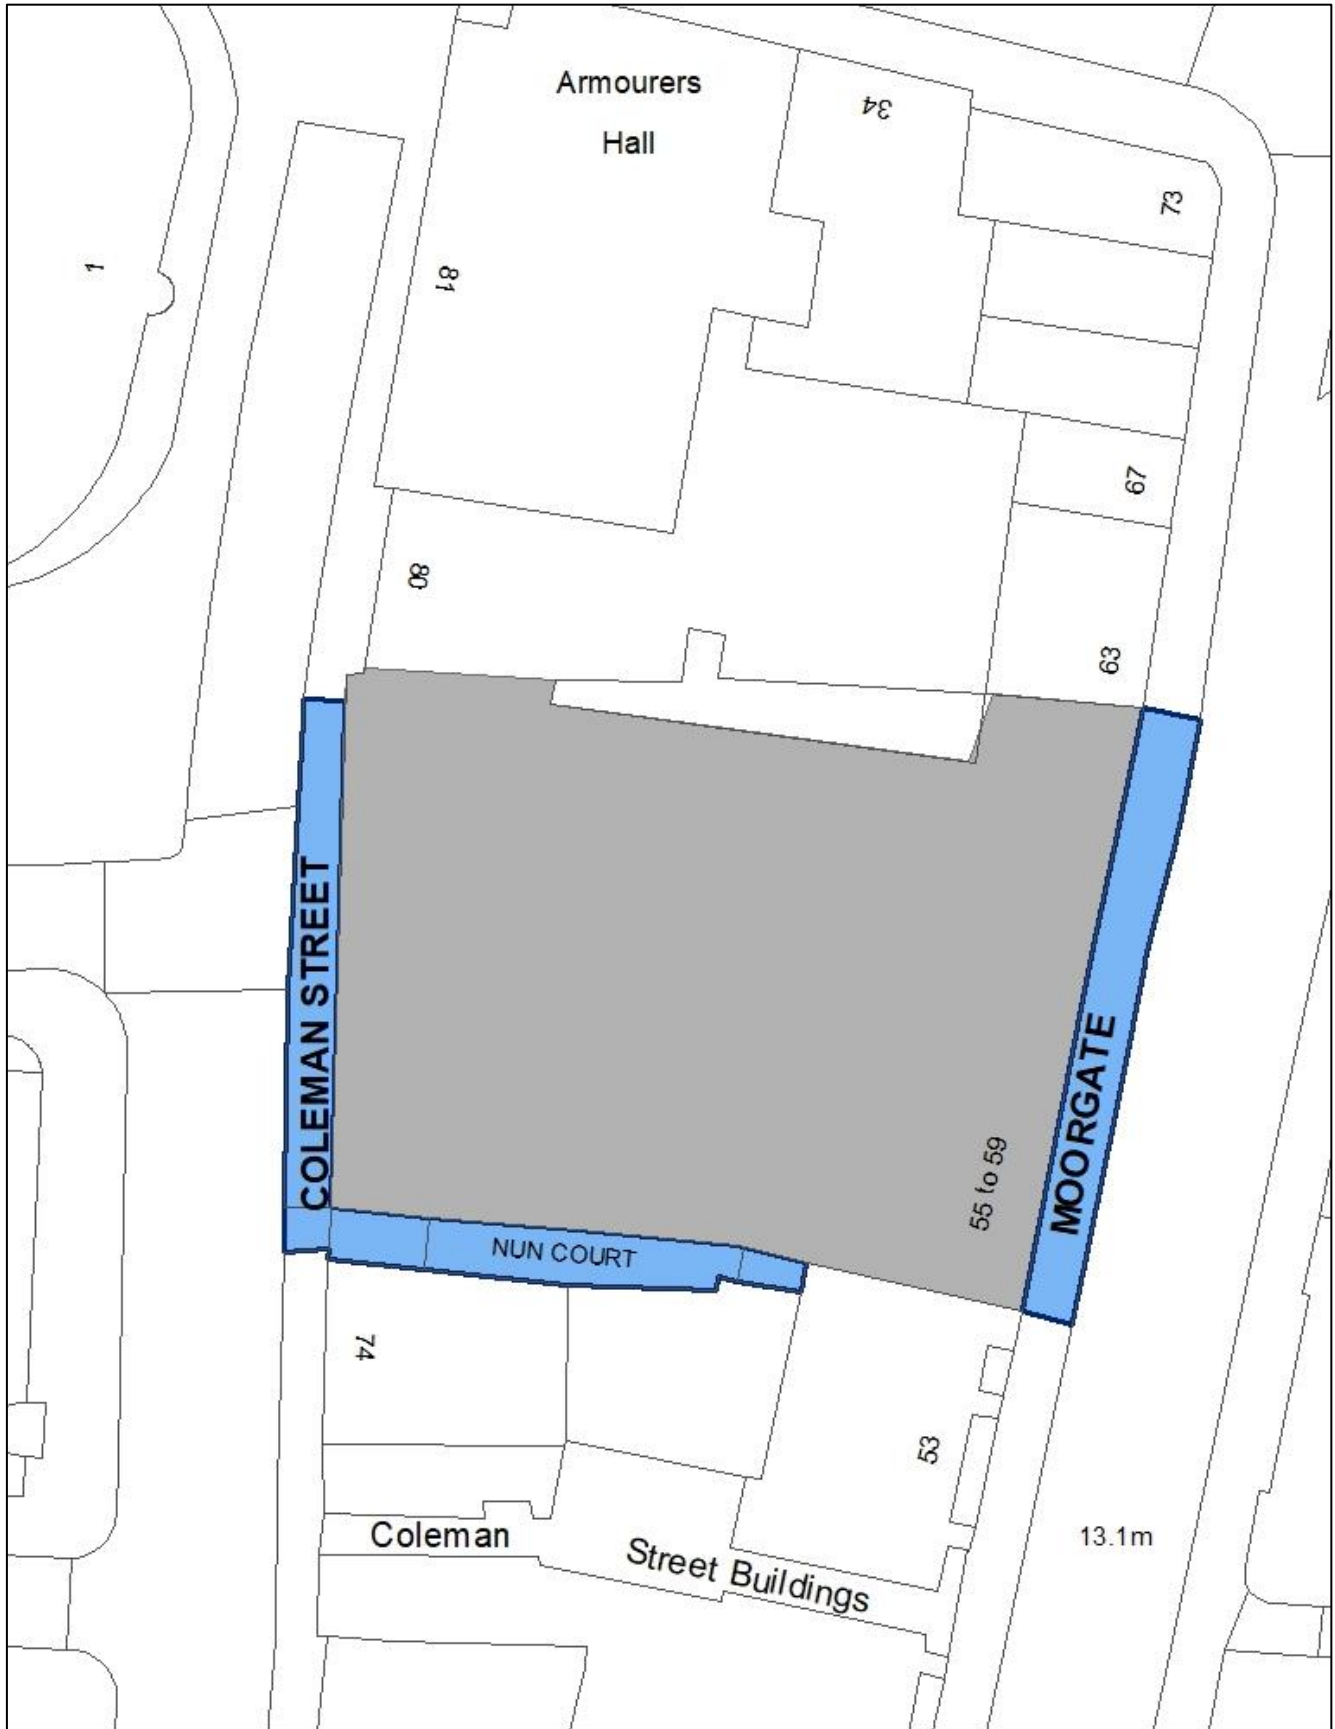 Armourers
Hall
34
73
1
81
67
80
63
COLEMAN STREET
MOORGATE
55 to 59
NUN COURT
74
53
Coleman
Street Buildings
13.1m